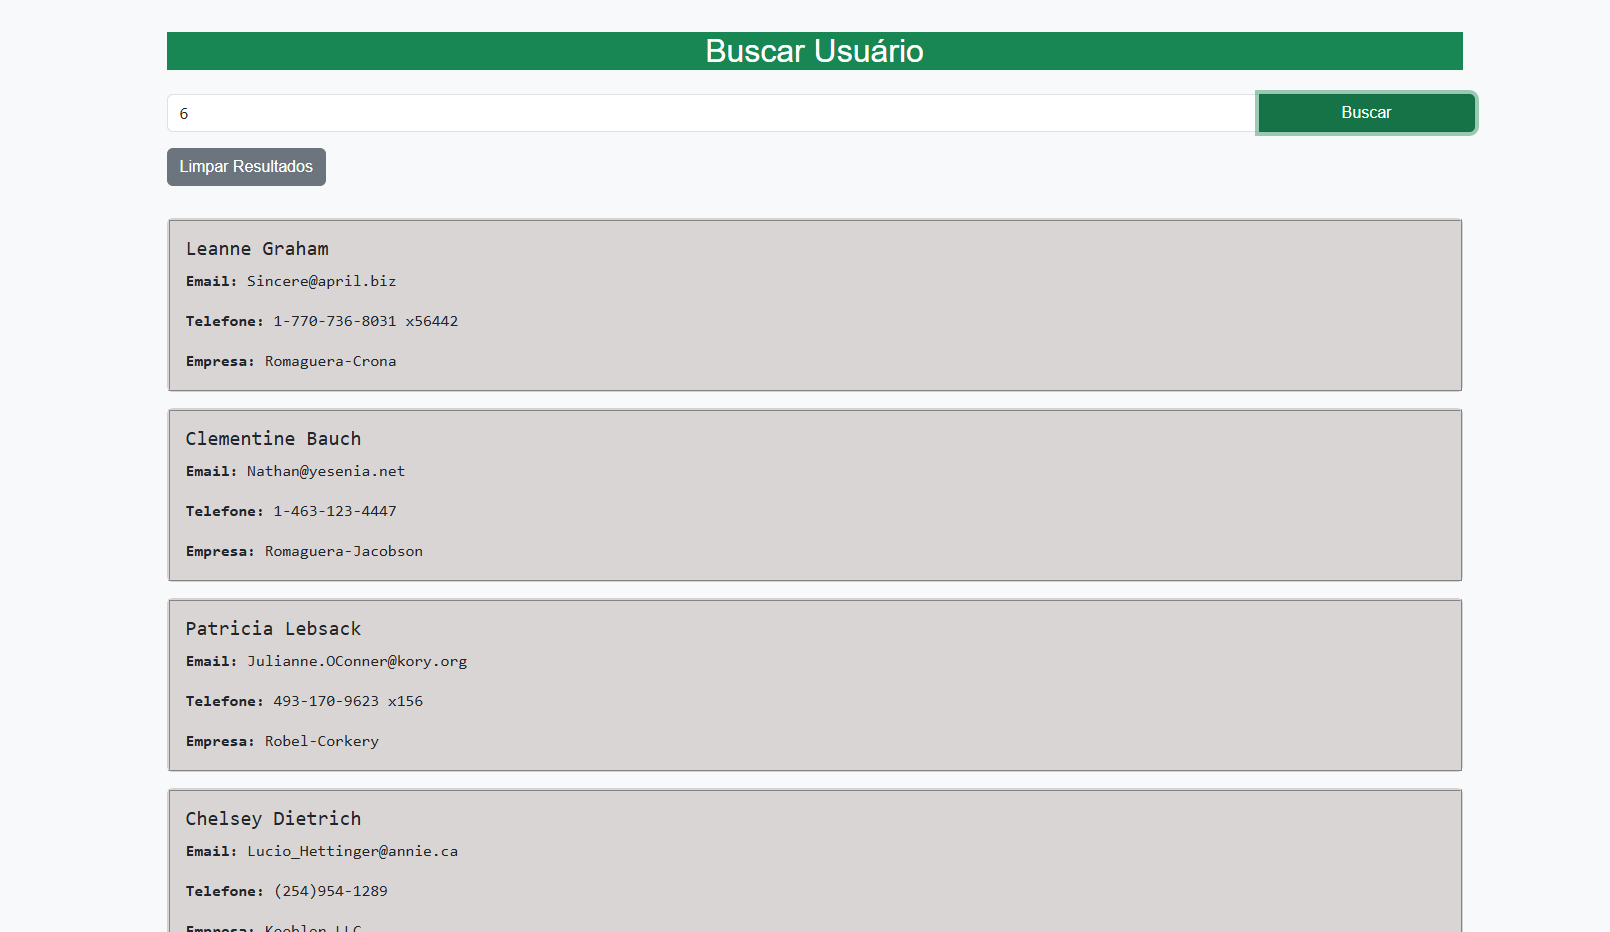 Buscar Usuário
6
Buscar
Limpar Resultados
Leanne Graham
Email: Sincere@april.biz
Telefone: 1-770-736-8031 x56442
Empresa: Romaguera-Crona
Clementine Bauch
Email: Nathan@yesenia.net
Telefone: 1-463-123-4447
Empresa: Romaguera-Jacobson
Patricia Lebsack
Email: Julianne.OConner@kory.org
Telefone: 493-170-9623 x156
Empresa: Robel-Corkery
Chelsey Dietrich
Email: Lucio_Hettinger@annie.ca
Telefone: (254)954-1289
Empresa: Keebler LLC